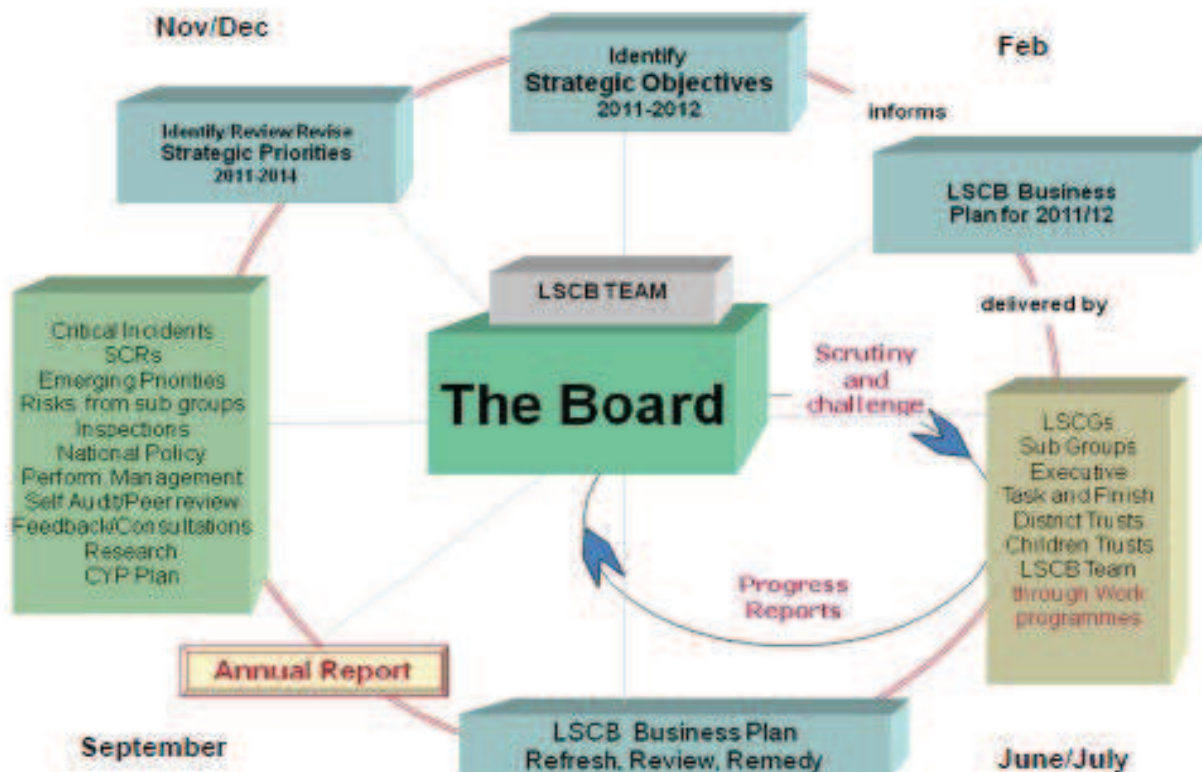 Nov/Dec
Identify
Strategic Objectives
2011-2012
Feb
informs
Identify Review Revise
Strategic Priorities
2011-2014
LSCB Business
Plan for 2011/12
delivered by
LSCB TEAM
The Board
Scrutiny
and
challenge
Critical Incidents
SCRs
Emerging Priorities
Risks from sub groups
Inspections
National Policy
Perform Management
Self Audit/Peer review
Feedback/Consultations
Research
CYP Plan
LSCGs
Sub Groups
Executive
Task and Finish
District Trusts
Children Trusts
LSCB Team
through Work
programmes
Progress
Reports
Annual Report
September
LSCB Business Plan
Refresh, Review, Remedy
June/July